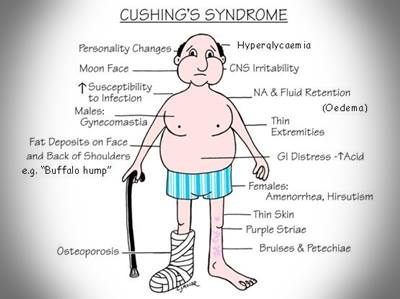 CUSHING'S SYNDROME
Personality Changes
Hyperglycaemia
Moon Face
CNS Irritability
↑Susceptibility
to Infection
NA & Fluid Retention
(Oedema)
Males:
Gynecomastia
Thin
Extremities
Fat Deposits on Face
and Back of Shoulders
e.g. "Buffalo hump"
GI Distress -↑Acid
Females:
Amenorrhea, Hirsutism
Thin Skin
Purple Striae
Osteoporosis
Bruises & Petechiae